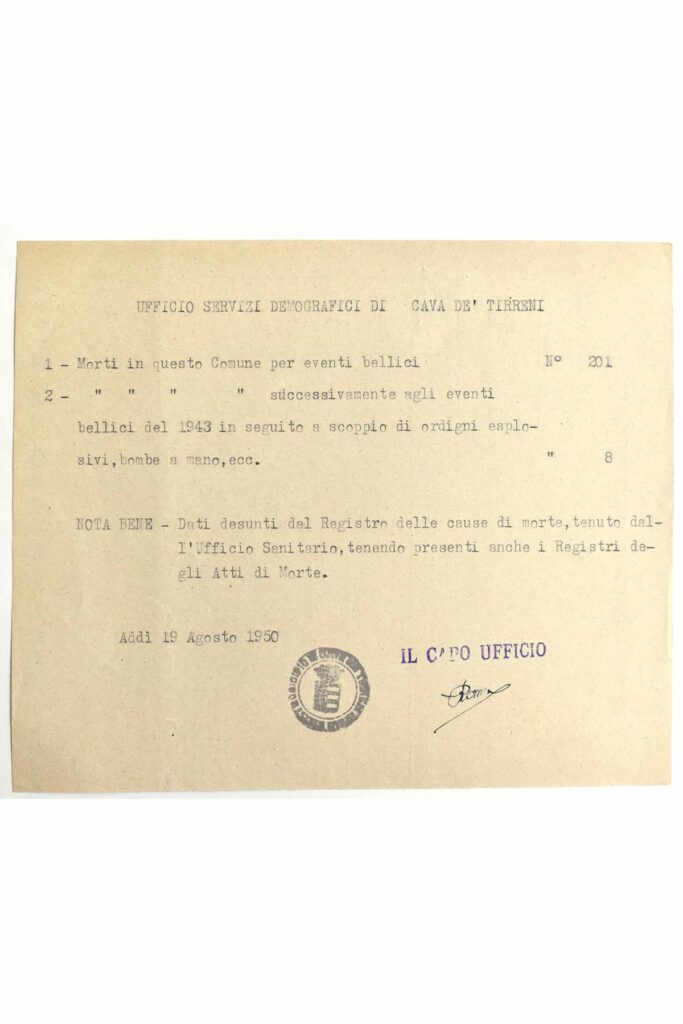 UFFICIO SERVIZI DEMOGRAFICI DI CAVA DE' TIRRENI
1 - Morti in questo Comune per eventi bellici N° 201
2 - " " " " successivamente agli eventi
bellici del 1943 in seguito a scoppio di ordigni esplo-
sivi,bombe a mano,ecc. " 8
NOTA BENE - Dati desunti dal Registro delle cause di morte,tenuto dal-
l'Ufficio Sanitario,tenendo presenti anche i Registri de-
gli Atti di Morte.
Addì 19 Agosto 1950
IL CAPO UFFICIO